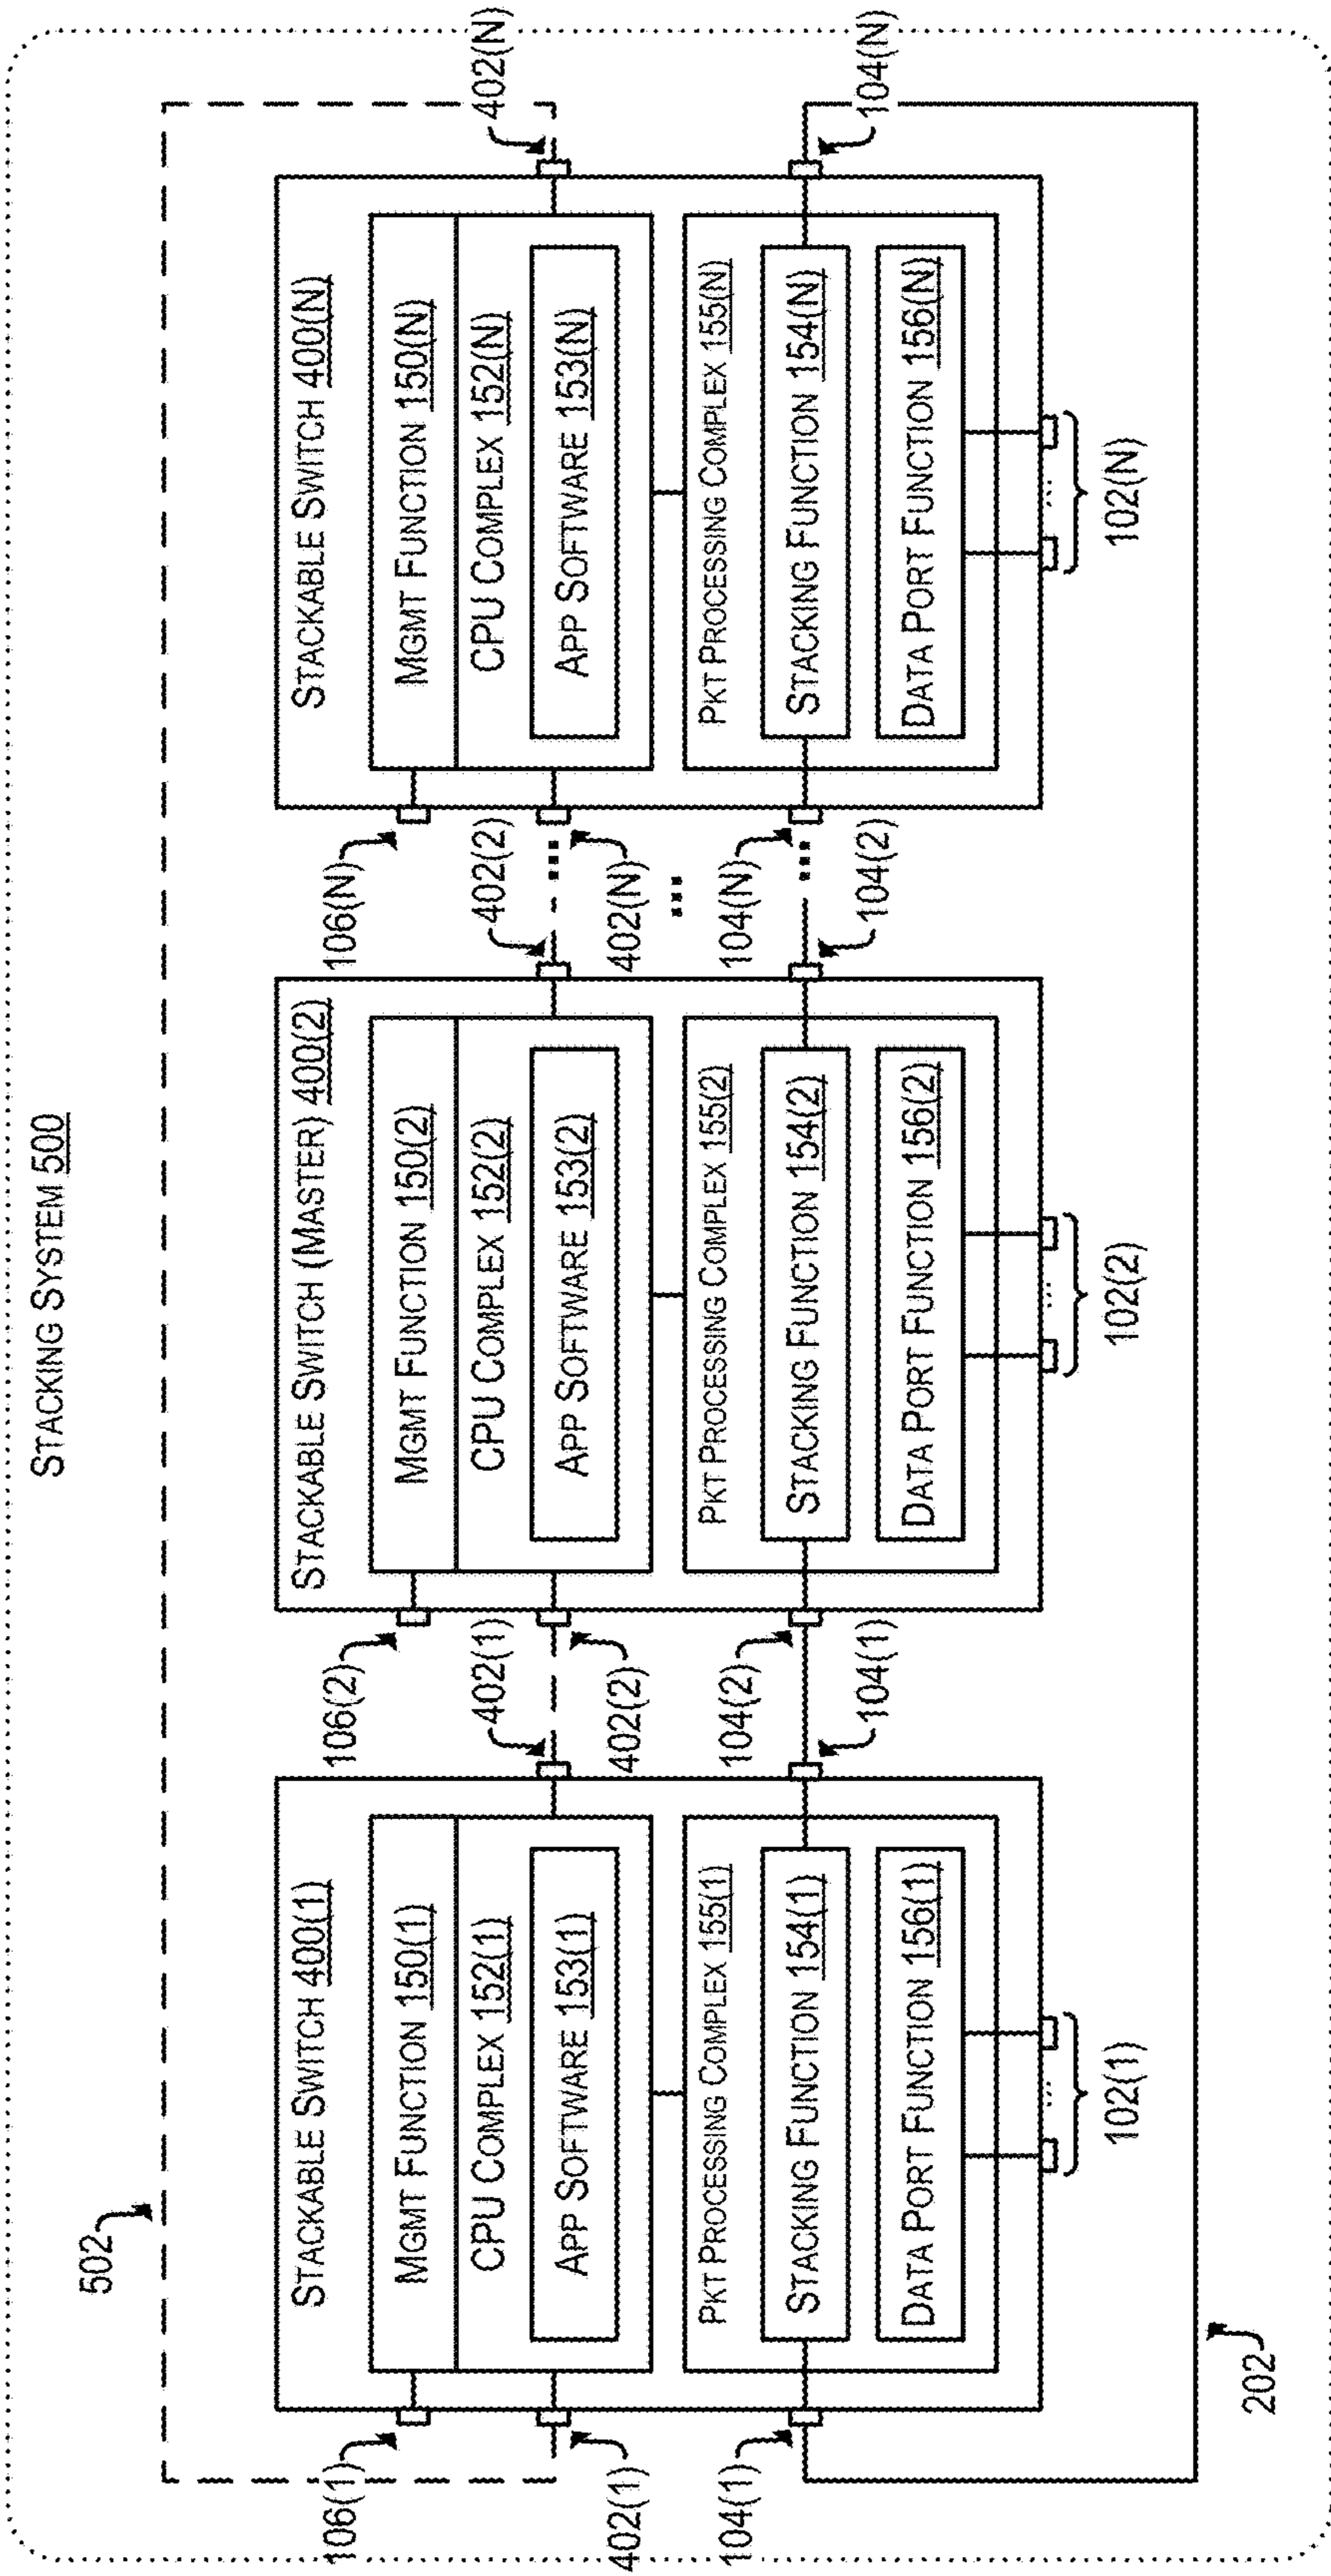 STACKING SYSTEM 500
502
STACKABLE SWITCH 400(1)
MGMT FUNCTION 150(1)
CPU COMPLEX 152(1)
APP SOFTWARE 153(1)
PKT PROCESSING COMPLEX 155(1)
STACKING FUNCTION 154(1)
DATA PORT FUNCTION 156(1)
106(1)
402(1)
104(1)
...
102(1)
402(1)
104(1)
STACKABLE SWITCH (MASTER) 400(2)
MGMT FUNCTION 150(2)
CPU COMPLEX 152(2)
APP SOFTWARE 153(2)
PKT PROCESSING COMPLEX 155(2)
STACKING FUNCTION 154(2)
DATA PORT FUNCTION 156(2)
106(2)
402(2)
104(2)
...
102(2)
402(2)
104(2)
...
...
...
STACKABLE SWITCH 400(N)
MGMT FUNCTION 150(N)
CPU COMPLEX 152(N)
APP SOFTWARE 153(N)
PKT PROCESSING COMPLEX 155(N)
STACKING FUNCTION 154(N)
DATA PORT FUNCTION 156(N)
106(N)
402(N)
104(N)
...
102(N)
402(N)
104(N)
202